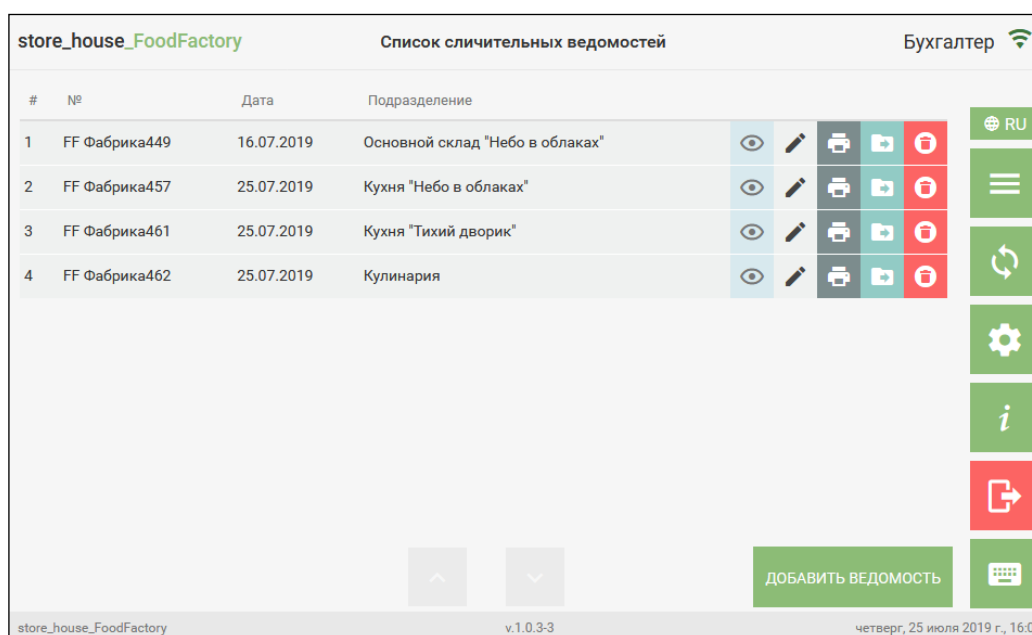 store_house_FoodFactory Список сличительных ведомостей Бухгалтер
# № Дата Подразделение
RU
1 FF Фабрика449 16.07.2019 Основной склад "Небо в облаках"
2 FF Фабрика457 25.07.2019 Кухня "Небо в облаках"
3 FF Фабрика461 25.07.2019 Кухня "Тихий дворик"
4 FF Фабрика462 25.07.2019 Кулинария
i
ДОБАВИТЬ ВЕДОМОСТЬ
store_house_FoodFactory v.1.0.3-3 четверг, 25 июля 2019 г.,